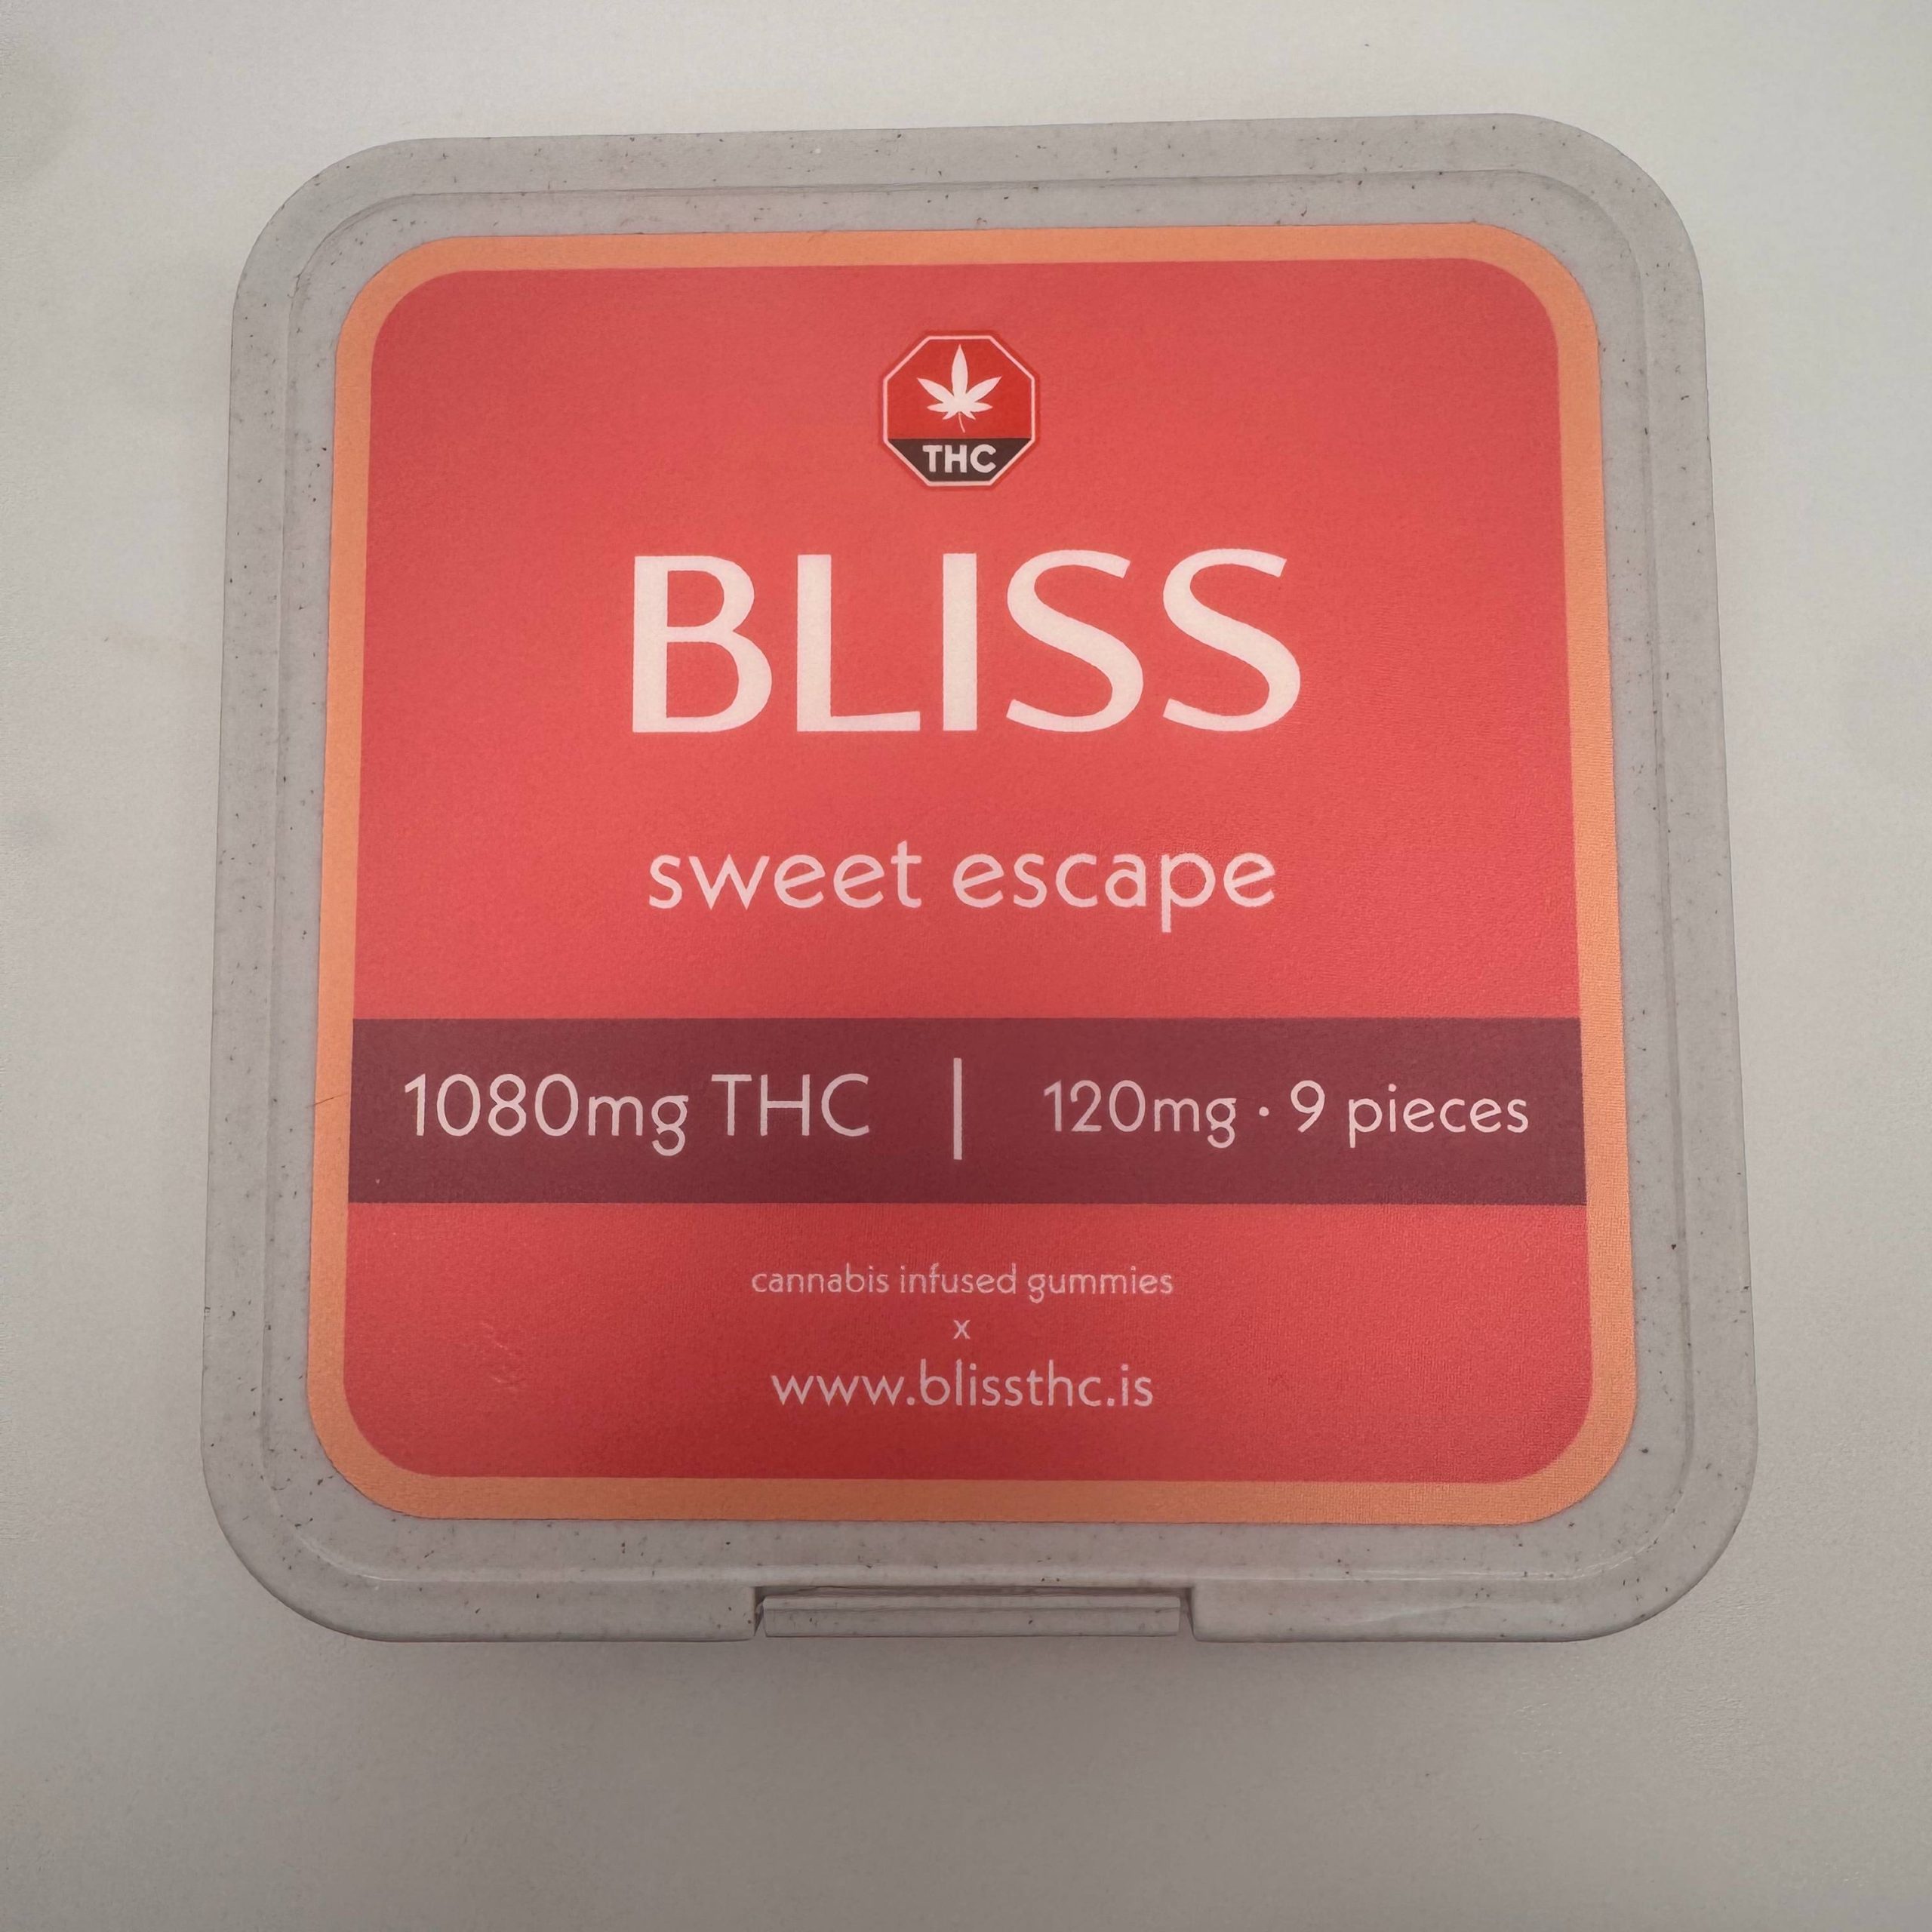 THC
BLISS
sweet escape
1080mg THC | 120mg · 9 pieces
cannabis infused gummies
x
www.blissthc.is